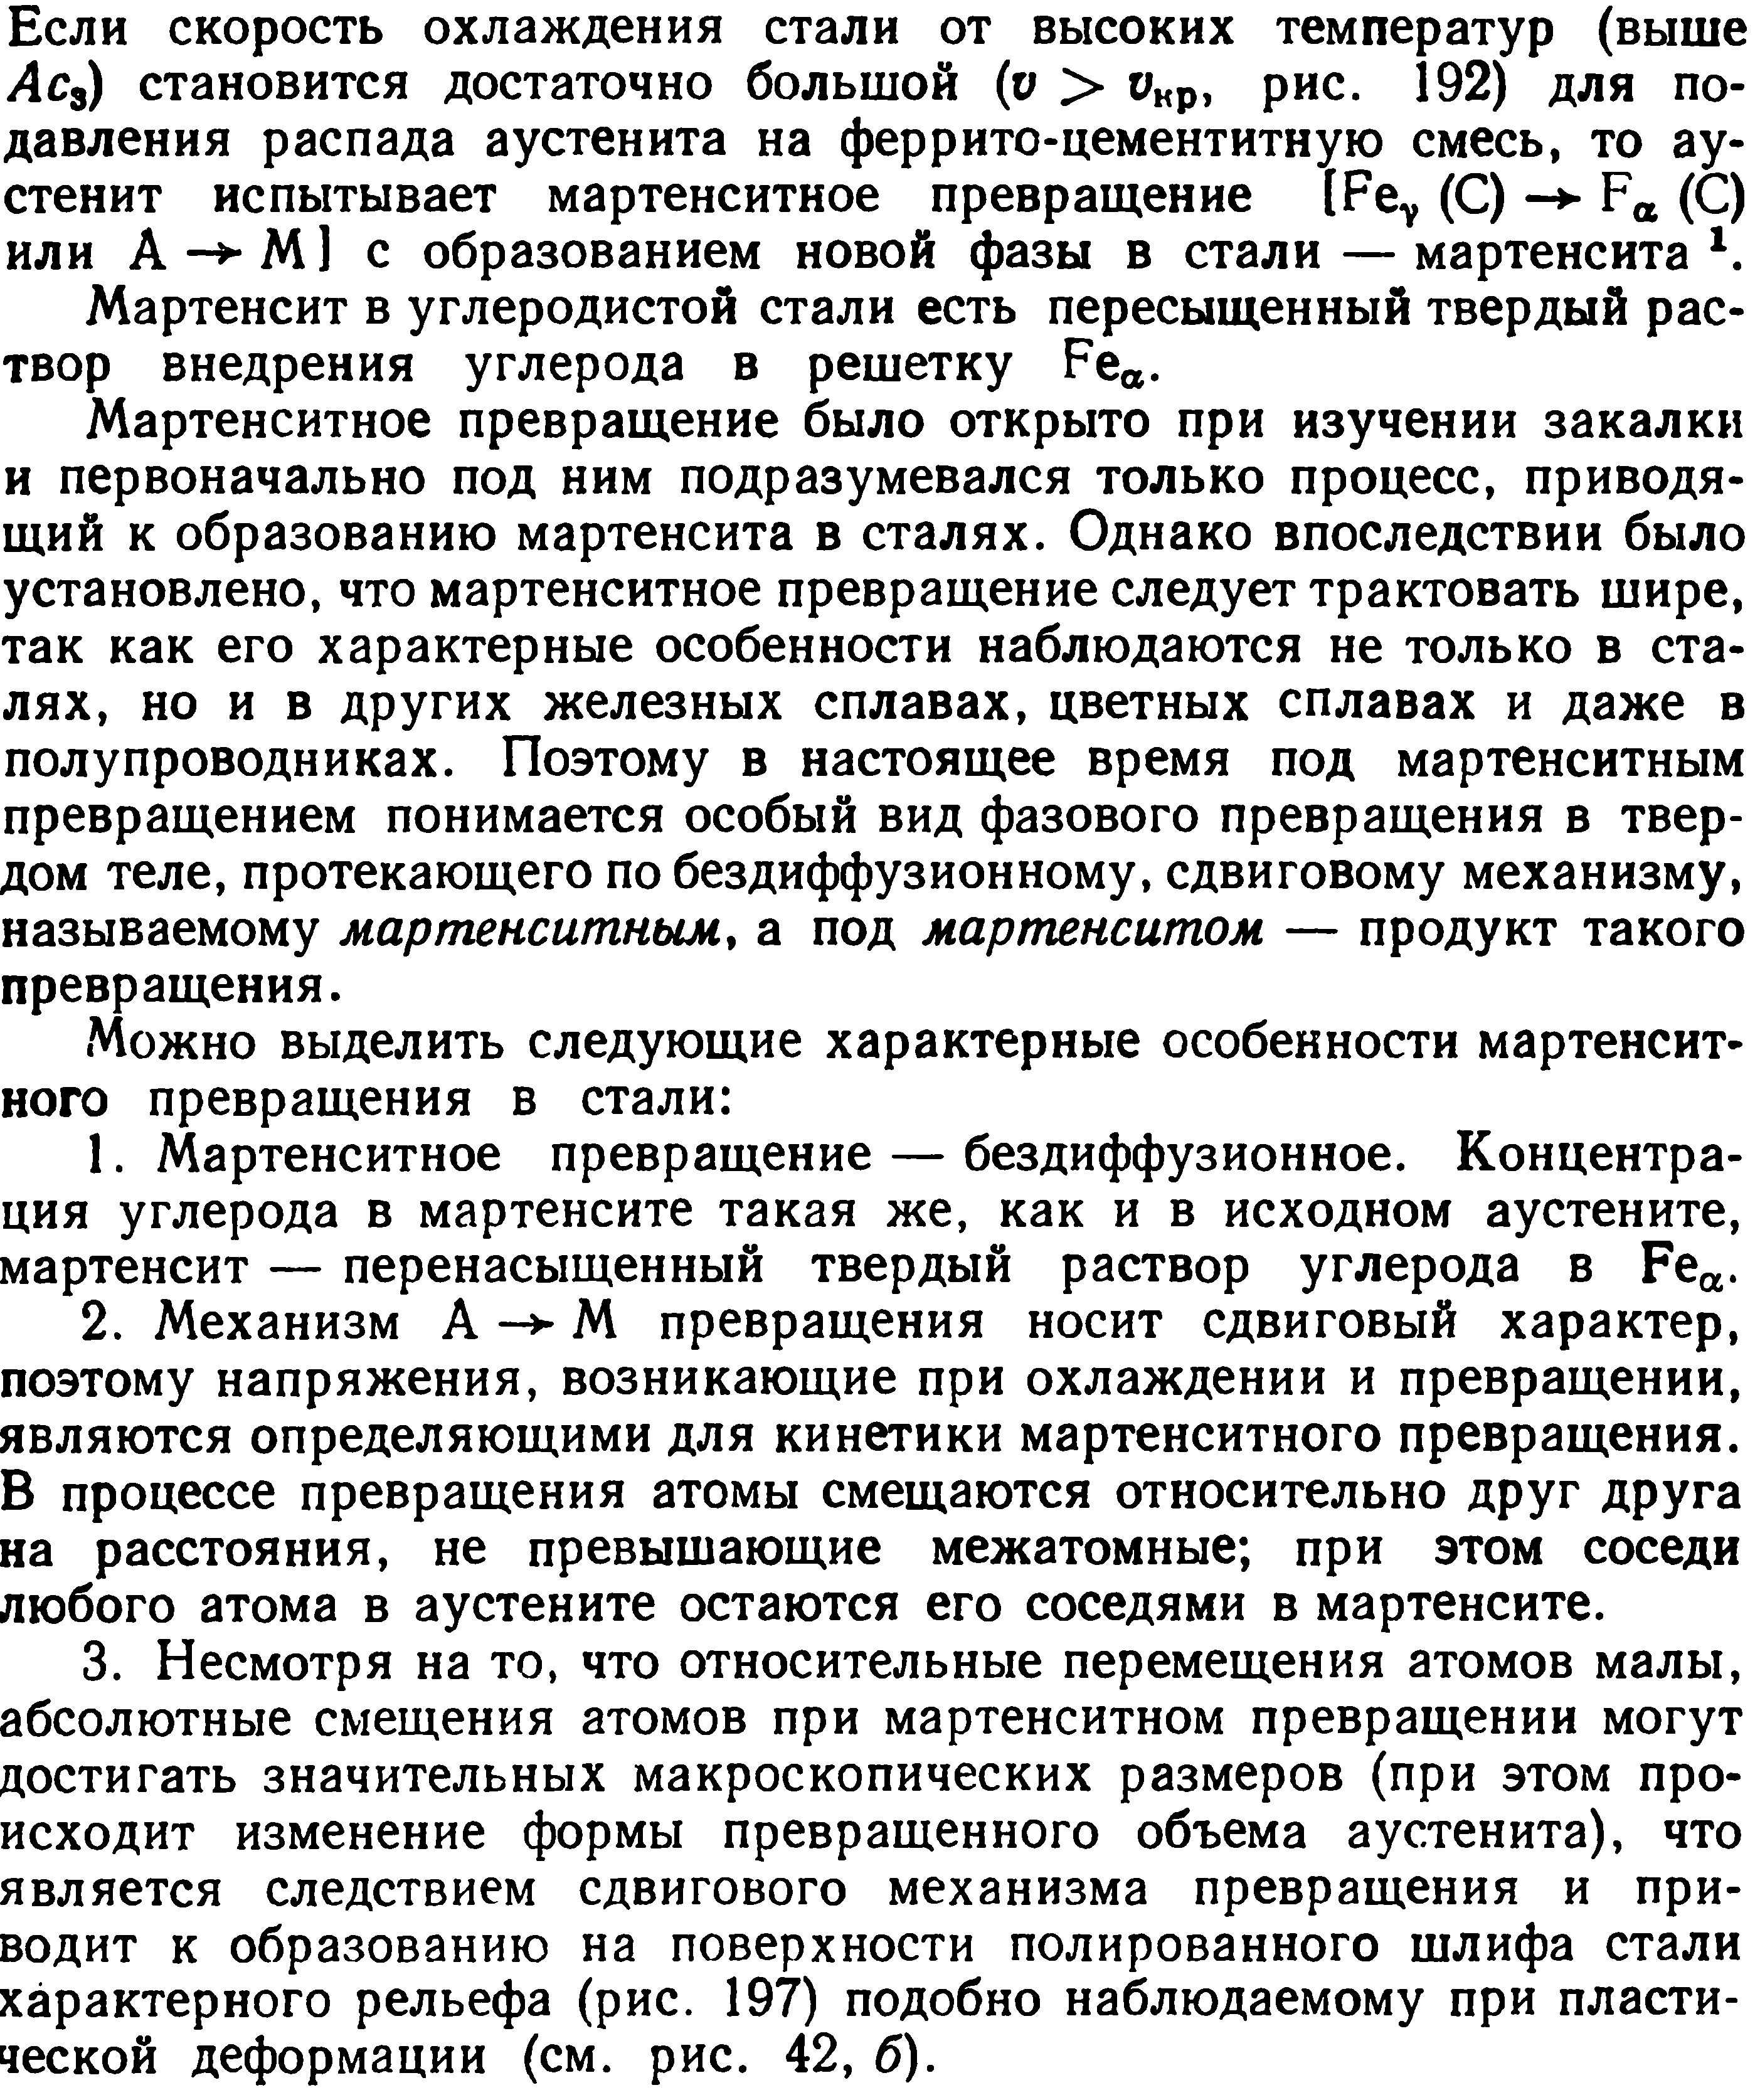 Если скорость охлаждения стали от высоких температур (выше
Ac₃) становится достаточно большой (v > vкр, рис. 192) для по-
давления распада аустенита на феррито-цементитную смесь, то ау-
стенит испытывает мартенситное превращение [Feᵧ (C) → Fα (C)
или А → М] с образованием новой фазы в стали — мартенсита ¹.
Мартенсит в углеродистой стали есть пересыщенный твердый рас-
твор внедрения углерода в решетку Feα.
Мартенситное превращение было открыто при изучении закалки
и первоначально под ним подразумевался только процесс, приводя-
щий к образованию мартенсита в сталях. Однако впоследствии было
установлено, что мартенситное превращение следует трактовать шире,
так как его характерные особенности наблюдаются не только в ста-
лях, но и в других железных сплавах, цветных сплавах и даже в
полупроводниках. Поэтому в настоящее время под мартенситным
превращением понимается особый вид фазового превращения в твер-
дом теле, протекающего по бездиффузионному, сдвиговому механизму,
называемому мартенситным, а под мартенситом — продукт такого
превращения.
Можно выделить следующие характерные особенности мартенсит-
ного превращения в стали:
1. Мартенситное превращение — бездиффузионное. Концентра-
ция углерода в мартенсите такая же, как и в исходном аустените,
мартенсит — перенасыщенный твердый раствор углерода в Feα.
2. Механизм А → М превращения носит сдвиговый характер,
поэтому напряжения, возникающие при охлаждении и превращении,
являются определяющими для кинетики мартенситного превращения.
В процессе превращения атомы смещаются относительно друг друга
на расстояния, не превышающие межатомные; при этом соседи
любого атома в аустените остаются его соседями в мартенсите.
3. Несмотря на то, что относительные перемещения атомов малы,
абсолютные смещения атомов при мартенситном превращении могут
достигать значительных макроскопических размеров (при этом про-
исходит изменение формы превращенного объема аустенита), что
является следствием сдвигового механизма превращения и при-
водит к образованию на поверхности полированного шлифа стали
характерного рельефа (рис. 197) подобно наблюдаемому при пласти-
ческой деформации (см. рис. 42, б).